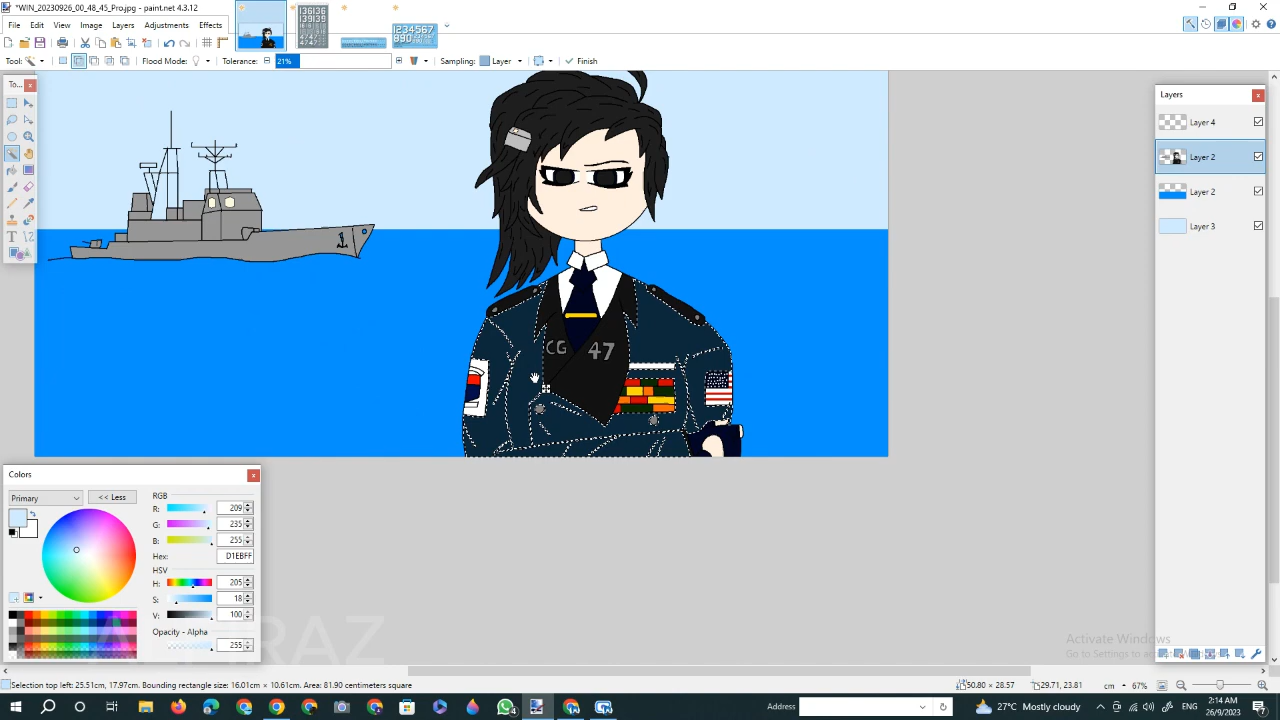 *WIN_20230926_00_48_45_Pro.jpg - paint.net 4.3.12
File Edit View Image Layers Adjustments Effects
Tool: Flood Mode: Tolerance: 21% Sampling: Layer Finish
To...
Layers
Layer 4
Layer 2
Layer 2
Layer 3
CG 47
Colors
Primary << Less
RGB
R: 209
G: 235
B: 255
Hex: D1EBFF
HSV
H: 205
S: 18
V: 100
Opacity - Alpha
255
Activate Windows
Go to Settings to activate Windows.
Selection top left: 25.51cm, 17.97cm. Bounding rectangle size: 16.01cm × 10.61cm. Area: 81.90 centimeters square
50.80 × 28.57 29.71, 23.81 cm 67%
4
Address
27°C Mostly cloudy
ENG
2:14 AM
26/9/2023